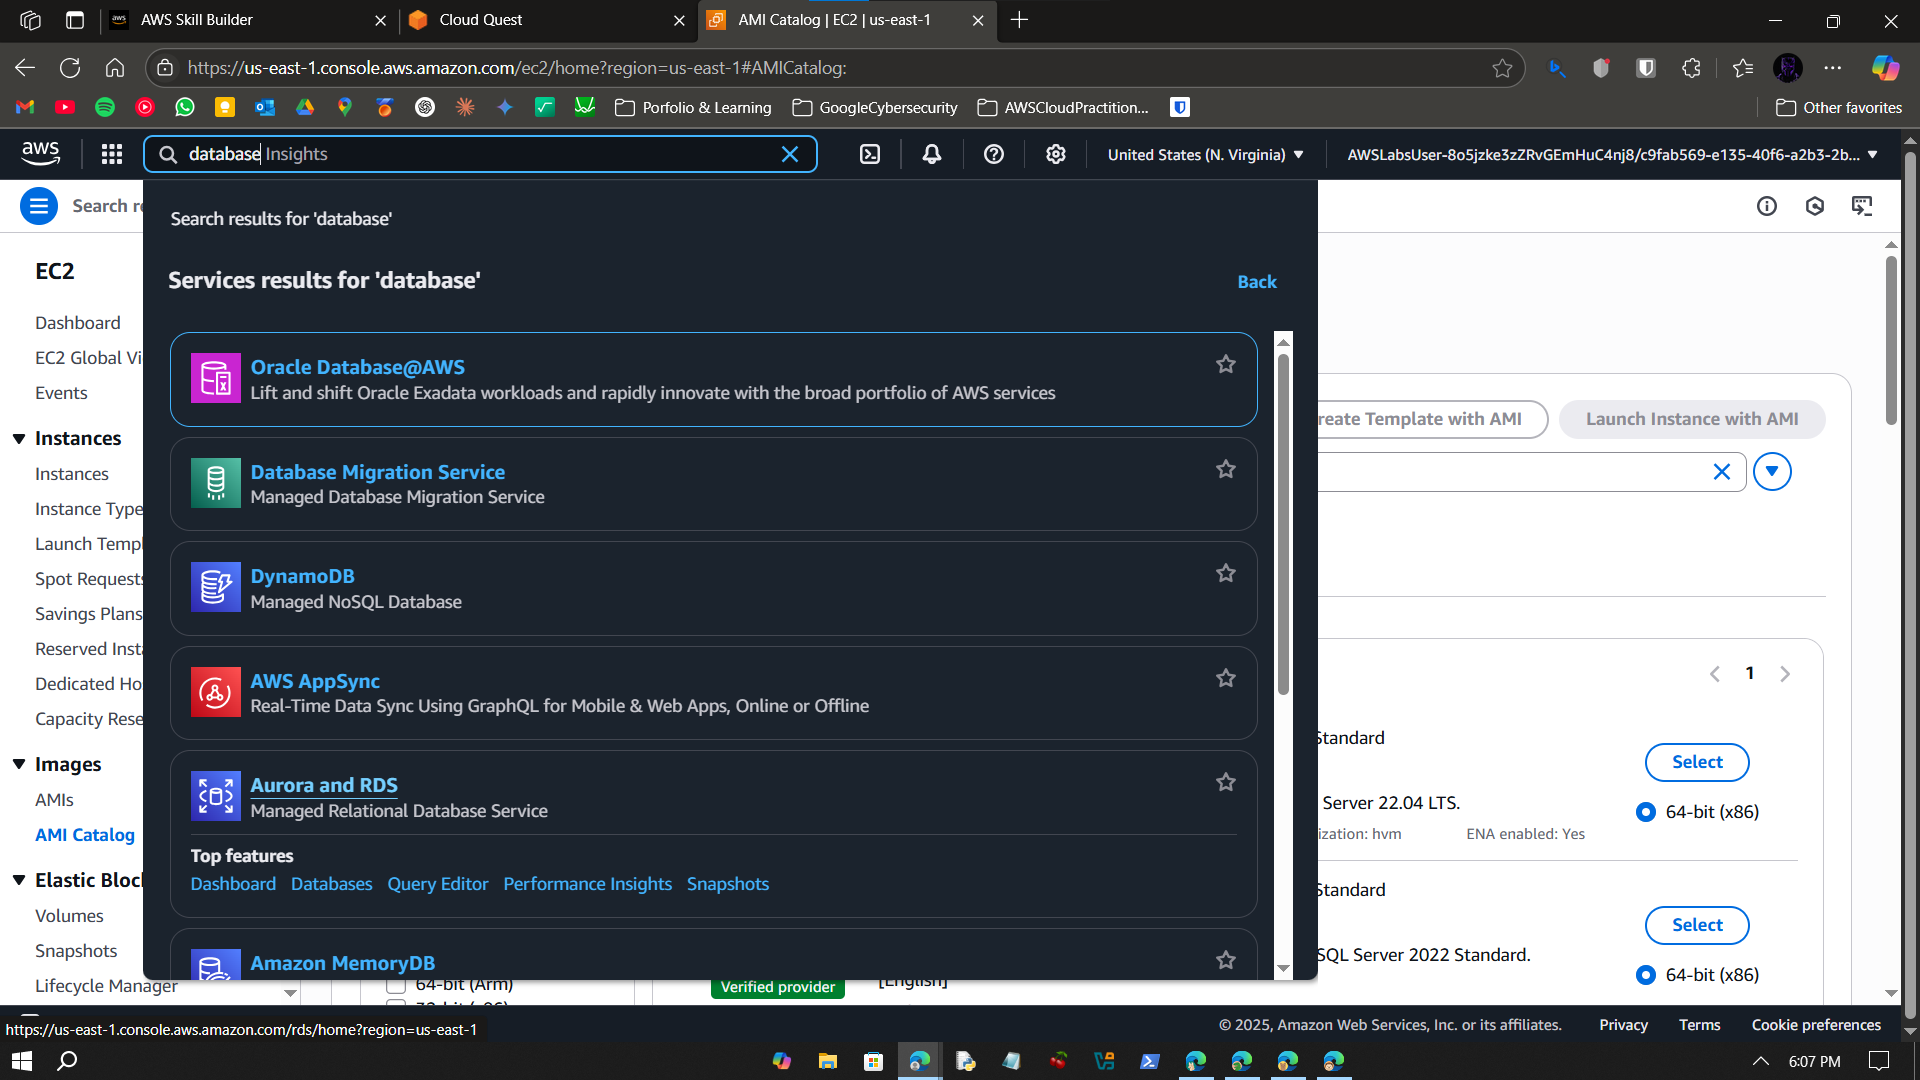 AWS Skill Builder
Cloud Quest
AMI Catalog | EC2 | us-east-1
https://us-east-1.console.aws.amazon.com/ec2/home?region=us-east-1#AMICatalog:
Porfolio & Learning
GoogleCybersecurity
AWSCloudPractition...
Other favorites
aws
database Insights
United States (N. Virginia)
AWSLabsUser-8o5jzke3zZRvGEmHuC4nj8/c9fab569-e135-40f6-a2b3-2b...
Search r
Search results for 'database'
Services results for 'database'
Back
EC2
Dashboard
EC2 Global Vi
Events
Instances
Instances
Instance Type
Launch Templ
Spot Requests
Savings Plans
Reserved Insta
Dedicated Ho
Capacity Rese
Images
AMIs
AMI Catalog
Elastic Bloc
Volumes
Snapshots
Lifecycle Manager
Oracle Database@AWS
Lift and shift Oracle Exadata workloads and rapidly innovate with the broad portfolio of AWS services
Database Migration Service
Managed Database Migration Service
DynamoDB
Managed NoSQL Database
AWS AppSync
Real-Time Data Sync Using GraphQL for Mobile & Web Apps, Online or Offline
Aurora and RDS
Managed Relational Database Service
Top features
Dashboard Databases Query Editor Performance Insights Snapshots
Amazon MemoryDB
reate Template with AMI
Launch Instance with AMI
1
Standard
Select
Server 22.04 LTS.
64-bit (x86)
ization: hvm
ENA enabled: Yes
Standard
Select
SQL Server 2022 Standard.
64-bit (x86)
64-bit (Arm)
Verified provider
[English]
https://us-east-1.console.aws.amazon.com/rds/home?region=us-east-1
© 2025, Amazon Web Services, Inc. or its affiliates.
Privacy
Terms
Cookie preferences
6:07 PM